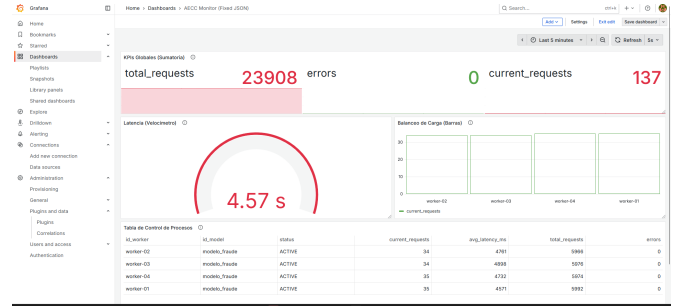 Grafana
Home > Dashboards > AECC Monitor (Fixed JSON)
Search...
ctrl+k
Add
Settings
Exit edit
Save dashboard
Last 5 minutes
Refresh
5s
Home
Bookmarks
Starred
Dashboards
Playlists
Snapshots
Library panels
Shared dashboards
Explore
Drilldown
Alerting
Connections
Add new connection
Data sources
Administration
Provisioning
General
Plugins and data
Plugins
Correlations
Users and access
Authentication
KPIs Globales (Sumatoria)
total_requests 23908 errors 0 current_requests 137
Latencia (Velocímetro)
4.57 s
Balanceo de Carga (Barras)
30
20
10
0
worker-02 worker-03 worker-04 worker-01
current_requests
Tabla de Control de Procesos
id_worker id_model status current_requests avg_latency_ms total_requests errors
worker-02 modelo_fraude ACTIVE 34 4761 5966 0
worker-03 modelo_fraude ACTIVE 34 4898 5976 0
worker-04 modelo_fraude ACTIVE 35 4732 5974 0
worker-01 modelo_fraude ACTIVE 35 4571 5992 0